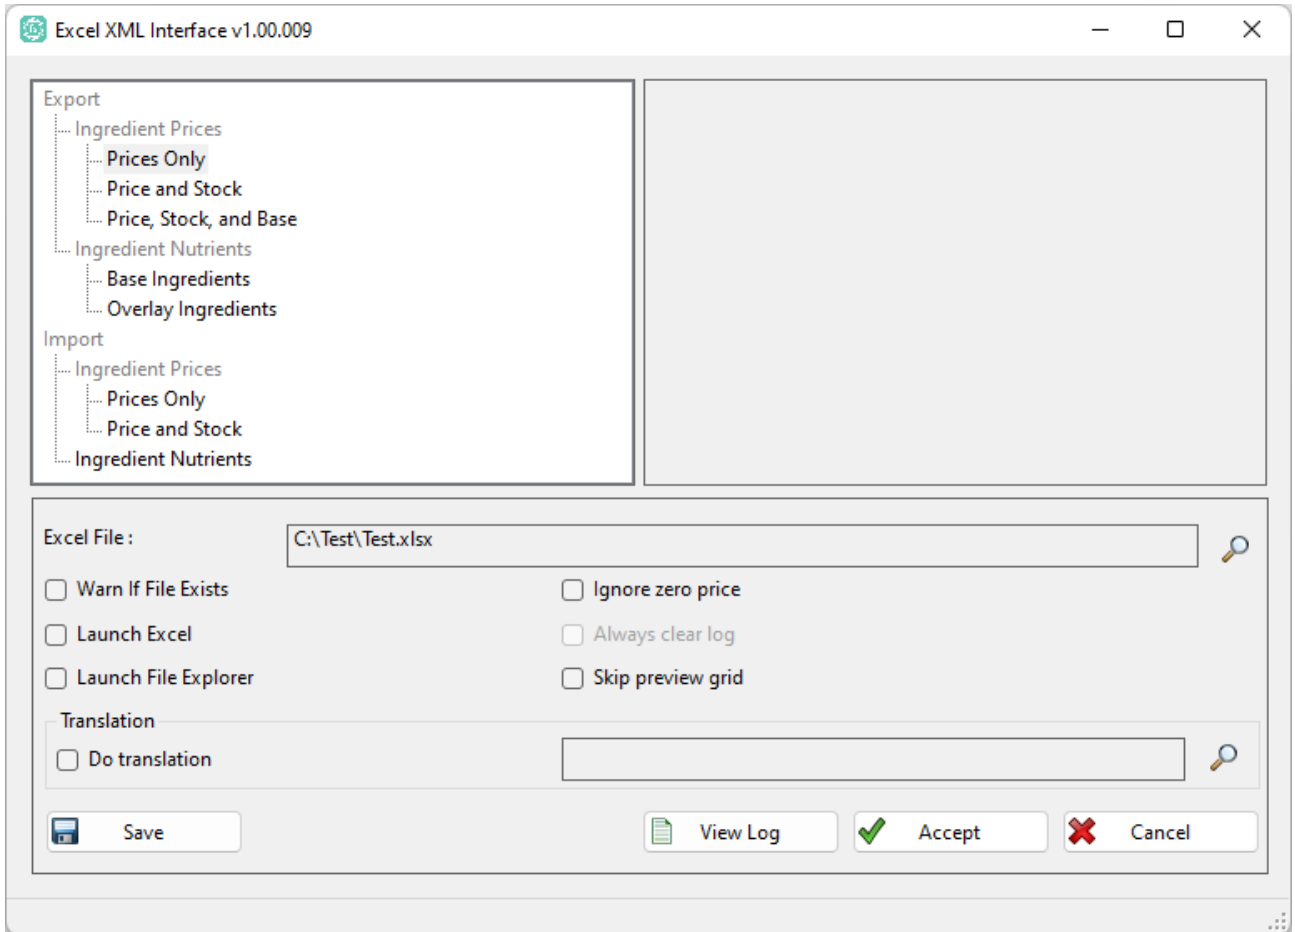 Excel XML Interface v1.00.009
Export
Ingredient Prices
Prices Only
Price and Stock
Price, Stock, and Base
Ingredient Nutrients
Base Ingredients
Overlay Ingredients
Import
Ingredient Prices
Prices Only
Price and Stock
Ingredient Nutrients
Excel File :
C:\Test\Test.xlsx
Warn If File Exists
Ignore zero price
Launch Excel
Always clear log
Launch File Explorer
Skip preview grid
Translation
Do translation
Save
View Log
Accept
Cancel